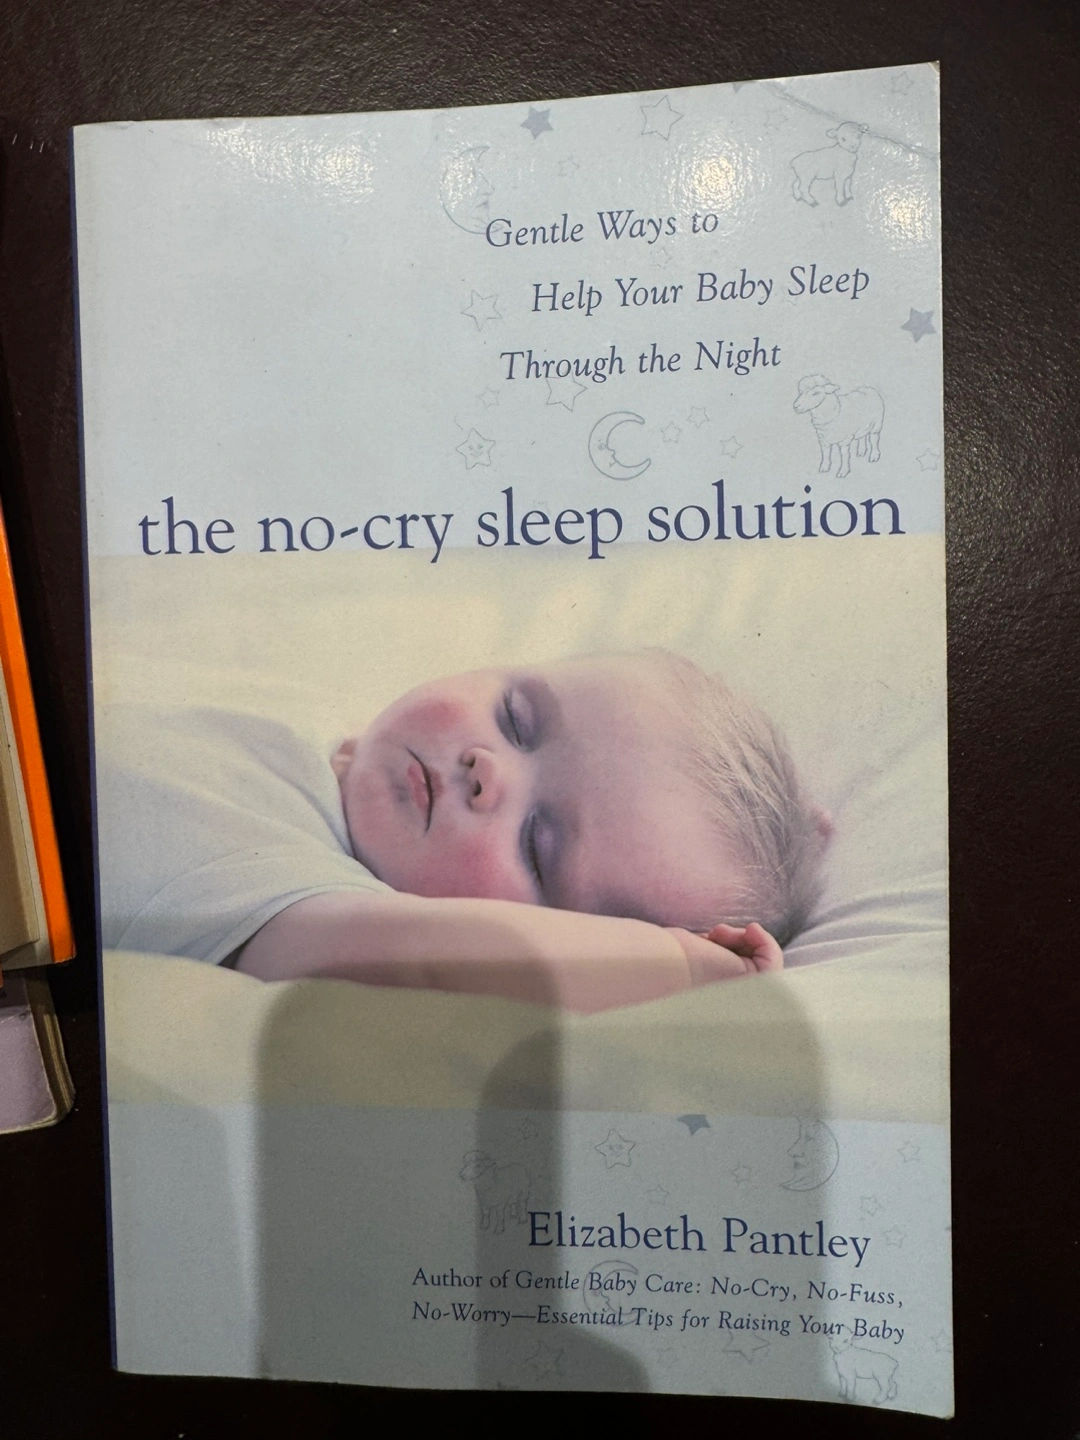 Gentle Ways to
Help Your Baby Sleep
Through the Night
the no-cry sleep solution
Elizabeth Pantley
Author of Gentle Baby Care: No-Cry, No-Fuss,
No-Worry—Essential Tips for Raising Your Baby